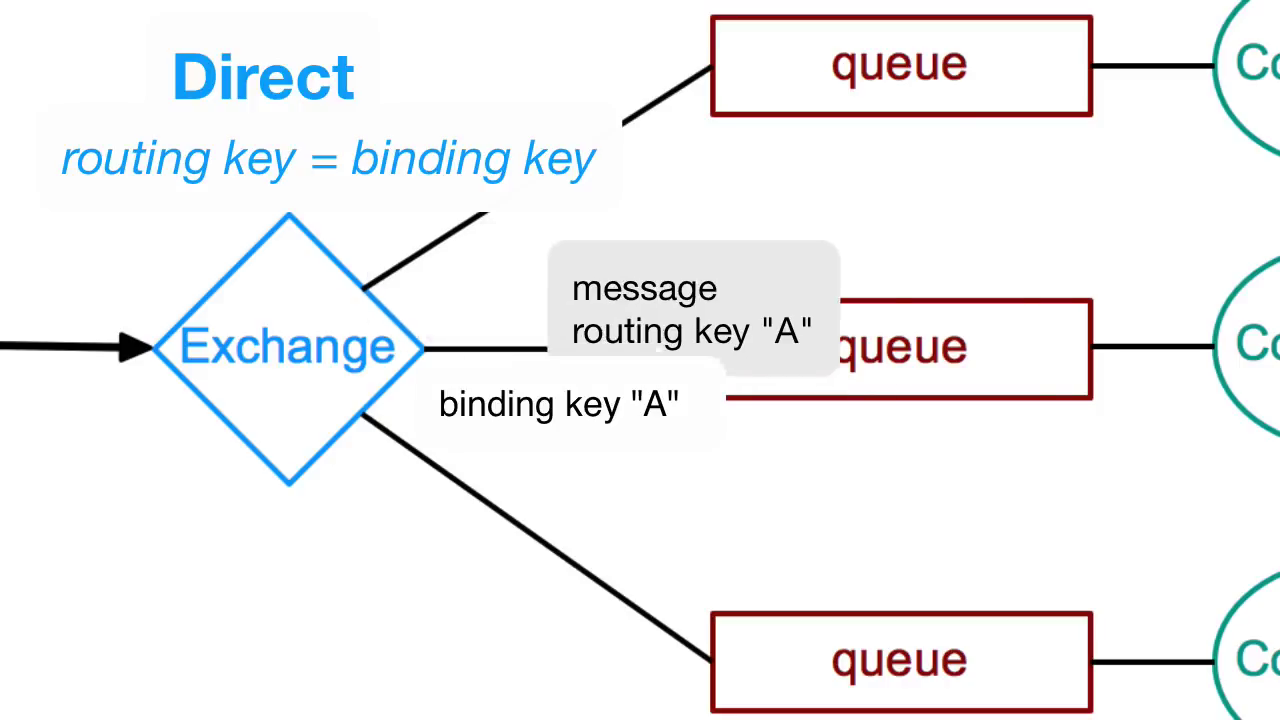 Direct
routing key = binding key
queue
Co
Exchange
message
routing key "A"
binding key "A"
queue
Co
queue
Co